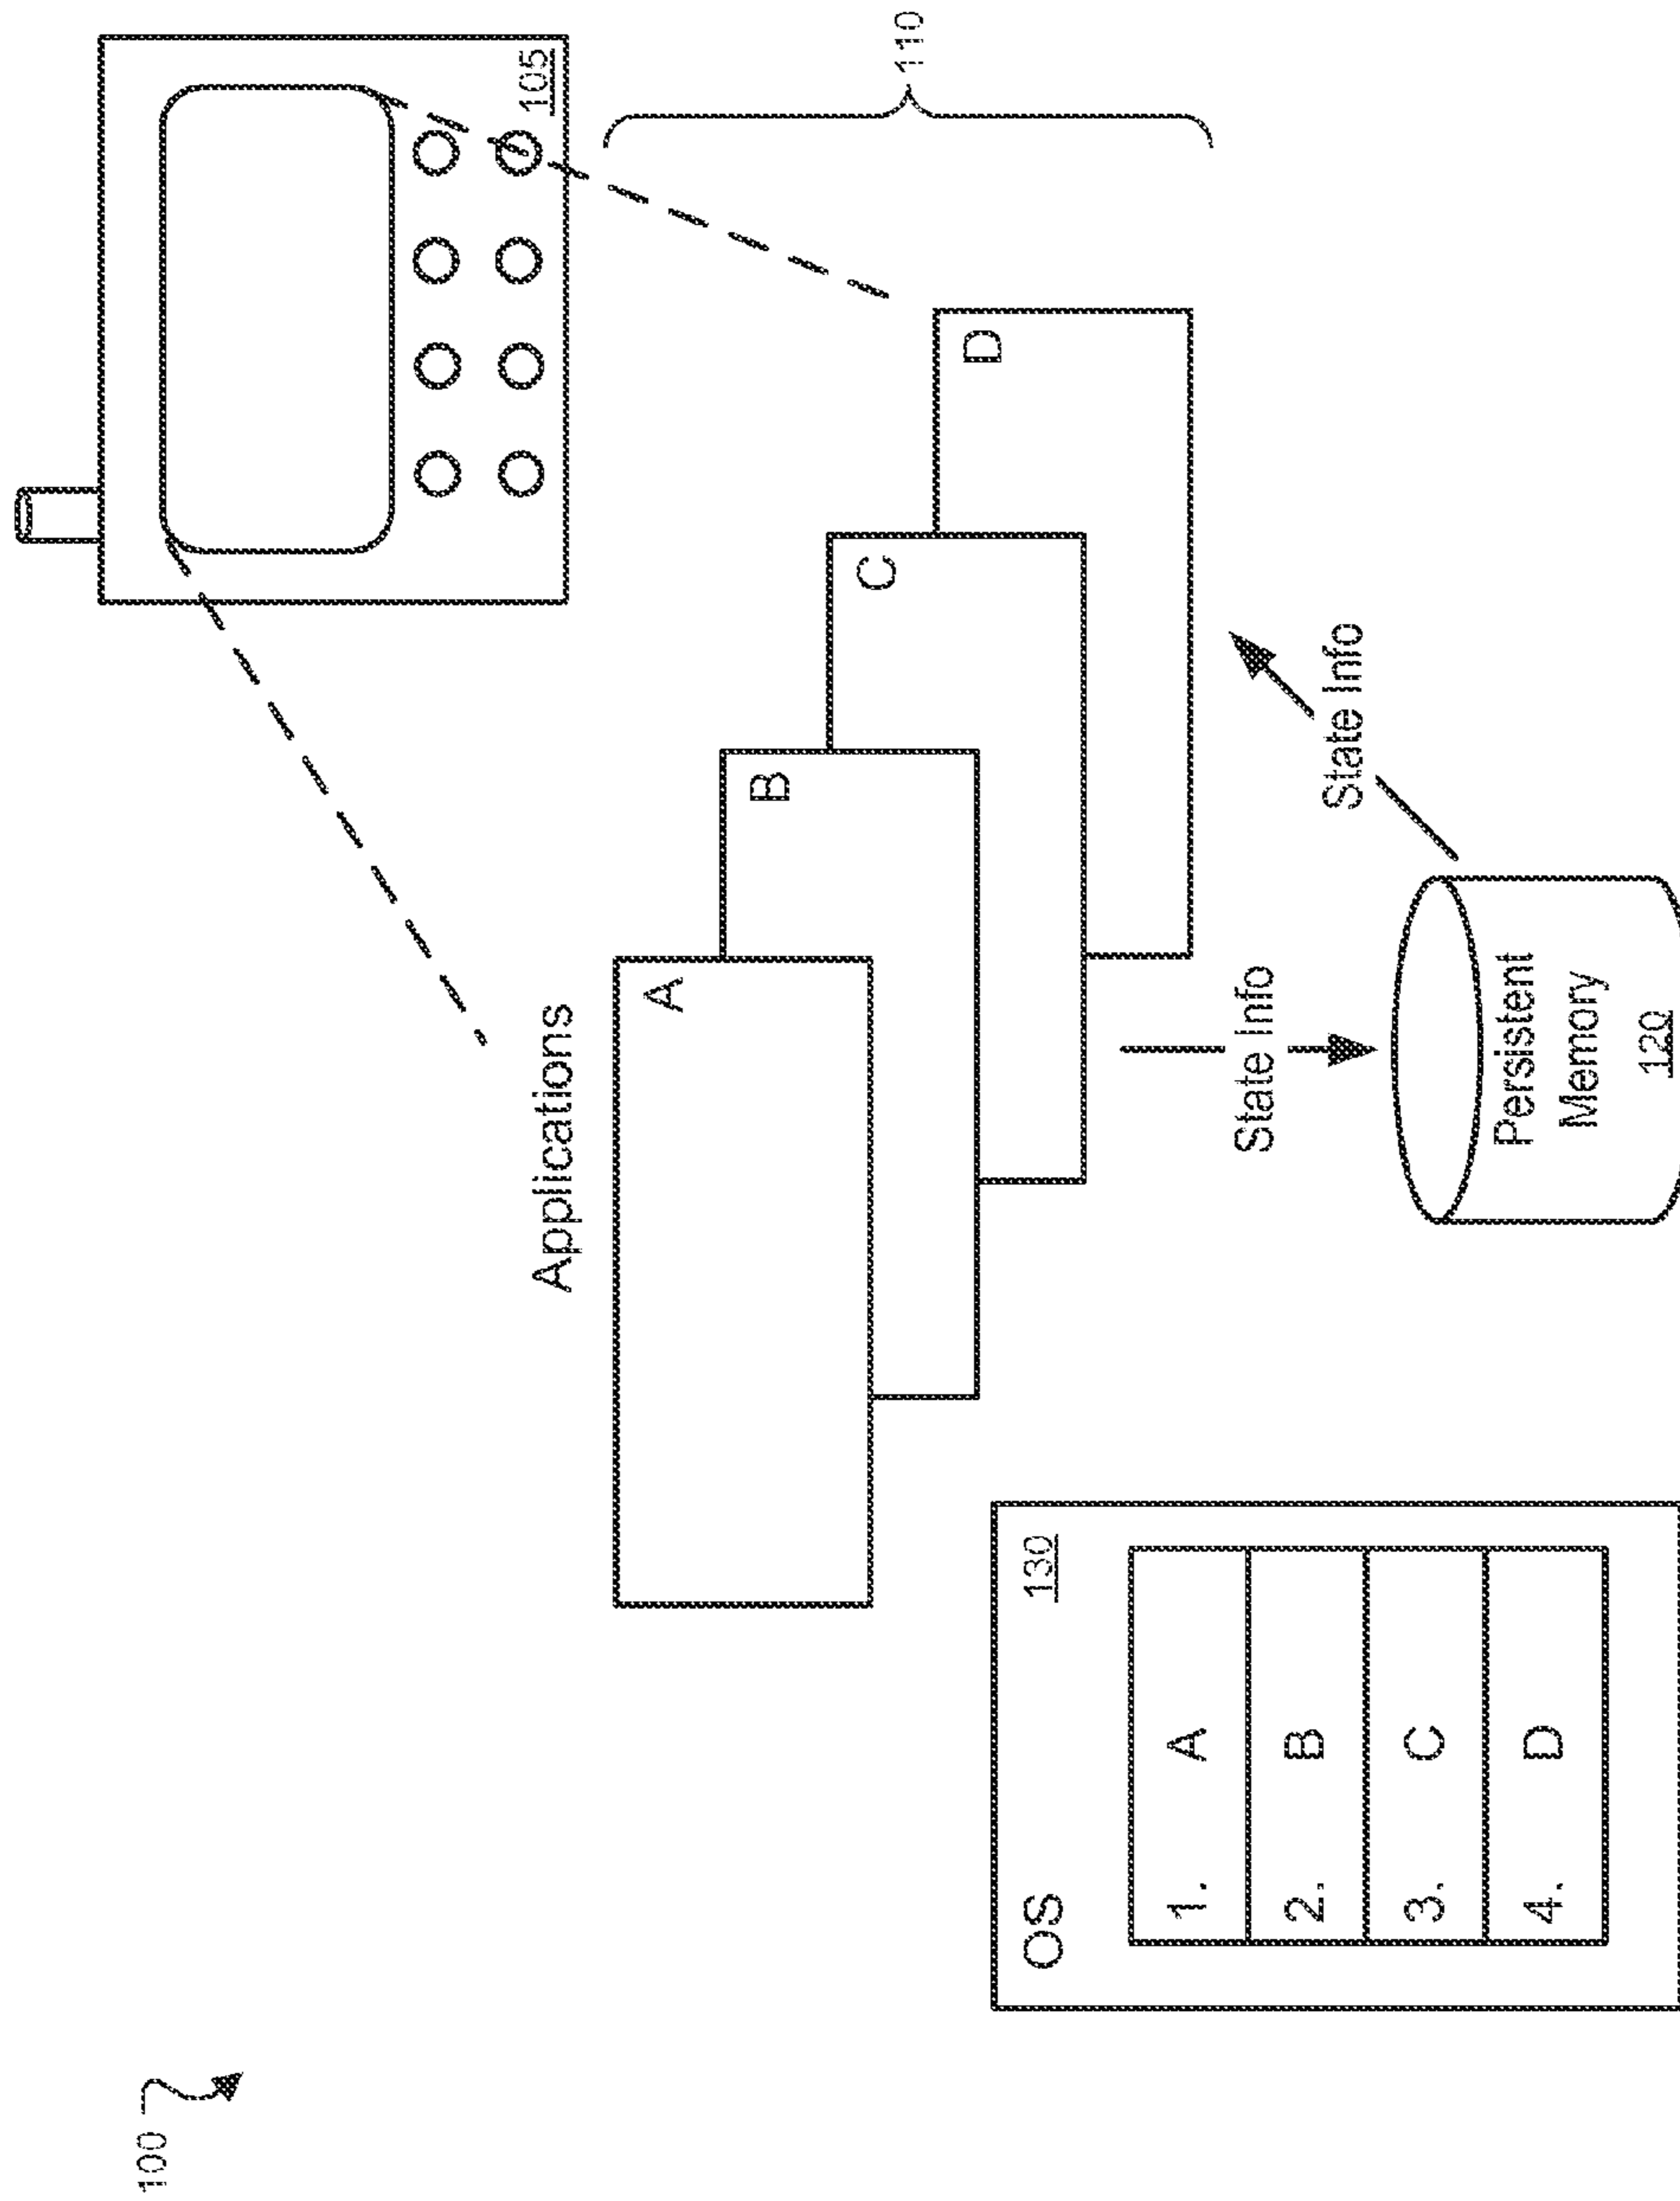 100
105
110
Applications
A
B
C
D
State Info
State Info
Persistent
Memory
120
OS
130
1. A
2. B
3. C
4. D